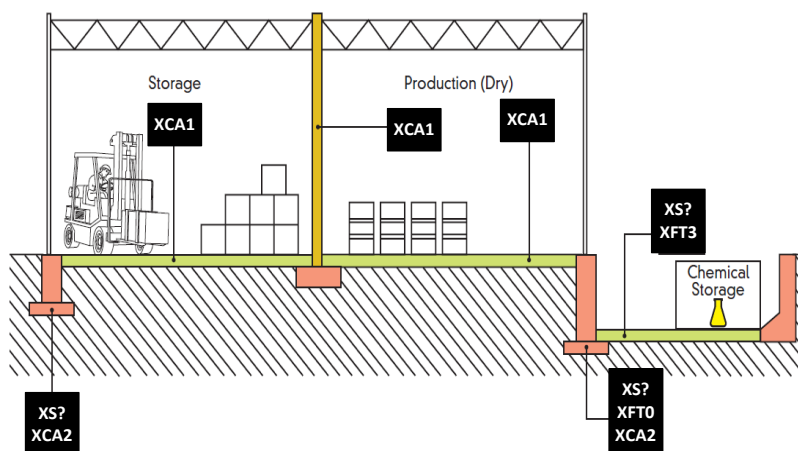 Storage
Production (Dry)
XCA1
XCA1
XCA1
XS?
XFT3
Chemical
Storage
XS?
XCA2
XS?
XFT0
XCA2